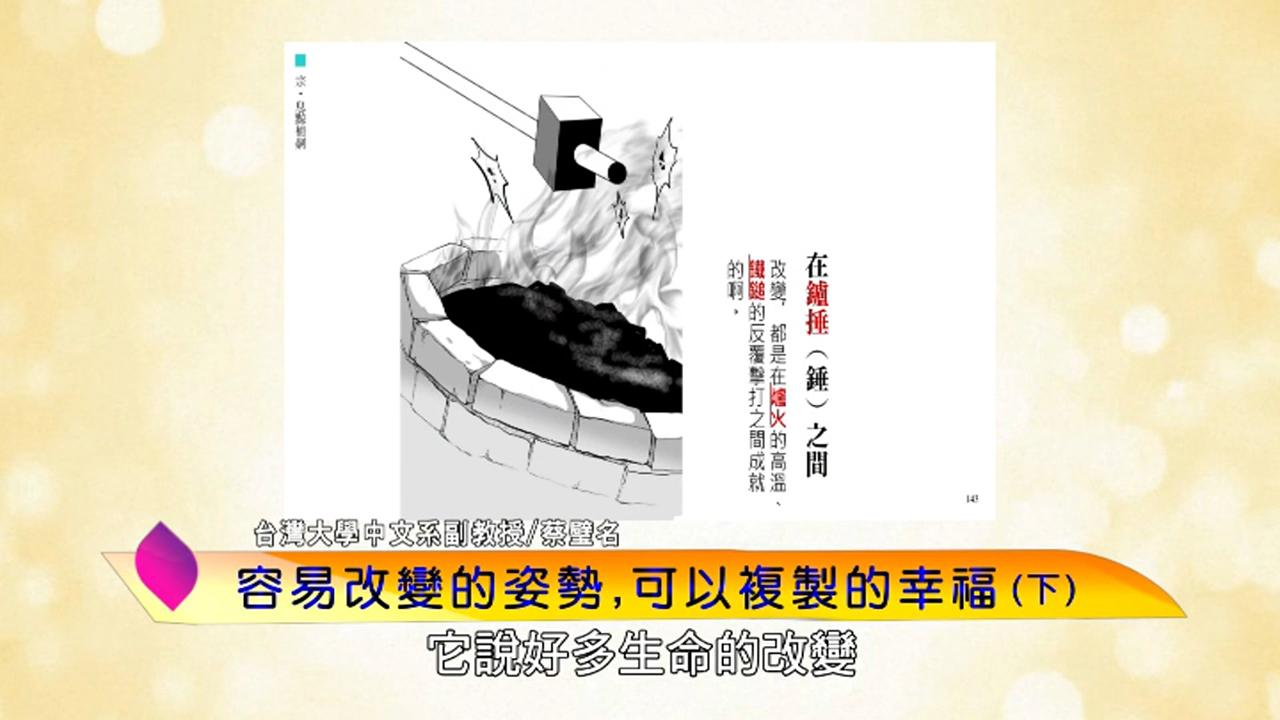 在鑪捶（錘）之間
改變，都是在爐火的高溫、
鐵鎚的反覆擊打之間成就
的啊。
143
台灣大學中文系副教授/蔡璧名
容易改變的姿勢,可以複製的幸福(下)
它說好多生命的改變